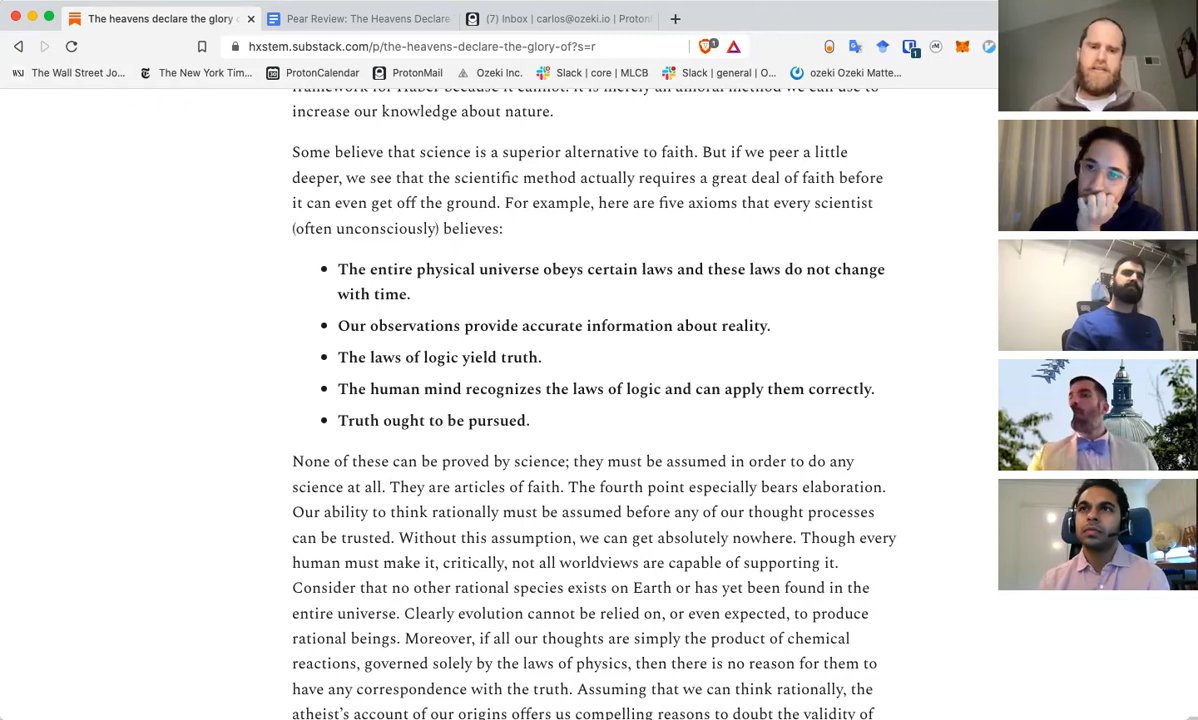 The heavens declare the glory
Pear Review: The Heavens Declare
(7) Inbox | carlos@ozeki.io | Proton
hxstem.substack.com/p/the-heavens-declare-the-glory-of?s=r
The Wall Street Jo...
The New York Tim...
ProtonCalendar
ProtonMail
Ozeki Inc.
Slack | core | MLCB
Slack | general | O...
ozeki Ozeki Matte...
increase our knowledge about nature.
Some believe that science is a superior alternative to faith. But if we peer a little
deeper, we see that the scientific method actually requires a great deal of faith before
it can even get off the ground. For example, here are five axioms that every scientist
(often unconsciously) believes:
• The entire physical universe obeys certain laws and these laws do not change
with time.
• Our observations provide accurate information about reality.
• The laws of logic yield truth.
• The human mind recognizes the laws of logic and can apply them correctly.
• Truth ought to be pursued.
None of these can be proved by science; they must be assumed in order to do any
science at all. They are articles of faith. The fourth point especially bears elaboration.
Our ability to think rationally must be assumed before any of our thought processes
can be trusted. Without this assumption, we can get absolutely nowhere. Though every
human must make it, critically, not all worldviews are capable of supporting it.
Consider that no other rational species exists on Earth or has yet been found in the
entire universe. Clearly evolution cannot be relied on, or even expected, to produce
rational beings. Moreover, if all our thoughts are simply the product of chemical
reactions, governed solely by the laws of physics, then there is no reason for them to
have any correspondence with the truth. Assuming that we can think rationally, the
atheist's account of our origins offers us compelling reasons to doubt the validity of